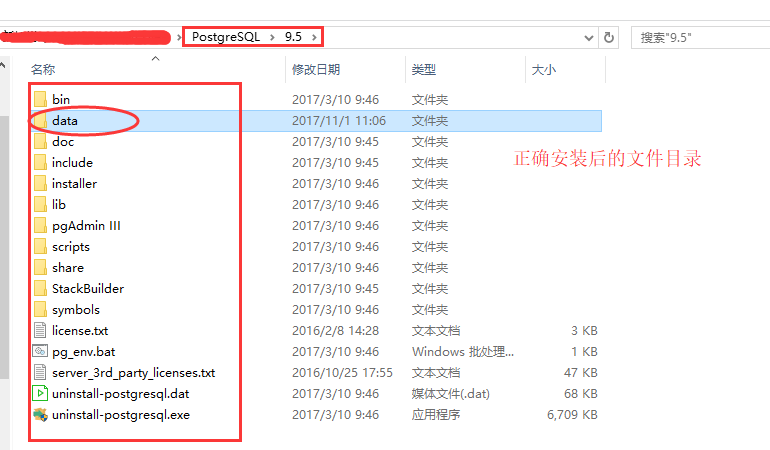 PostgreSQL > 9.5 >
搜索"9.5"
名称 修改日期 类型 大小
bin 2017/3/10 9:46 文件夹
data 2017/11/1 11:06 文件夹
doc 2017/3/10 9:45 文件夹
正确安装后的文件目录
include 2017/3/10 9:46 文件夹
installer 2017/3/10 9:46 文件夹
lib 2017/3/10 9:46 文件夹
pgAdmin III 2017/3/10 9:46 文件夹
scripts 2017/3/10 9:46 文件夹
share 2017/3/10 9:46 文件夹
StackBuilder 2017/3/10 9:45 文件夹
symbols 2017/3/10 9:46 文件夹
license.txt 2016/2/8 14:28 文本文档 3 KB
pg_env.bat 2017/3/10 9:46 Windows 批处理... 1 KB
server_3rd_party_licenses.txt 2016/10/25 17:55 文本文档 47 KB
uninstall-postgresql.dat 2017/3/10 9:46 媒体文件(.dat) 68 KB
uninstall-postgresql.exe 2017/3/10 9:46 应用程序 6,709 KB